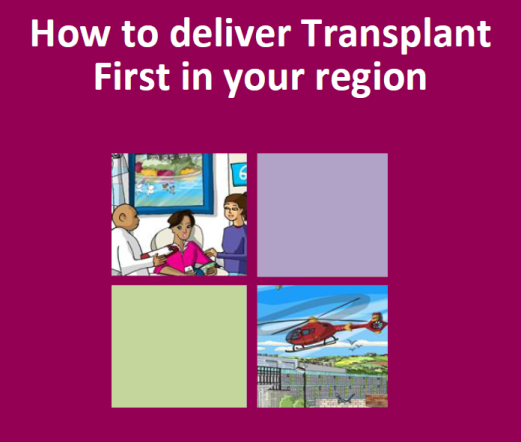 How to deliver Transplant
First in your region